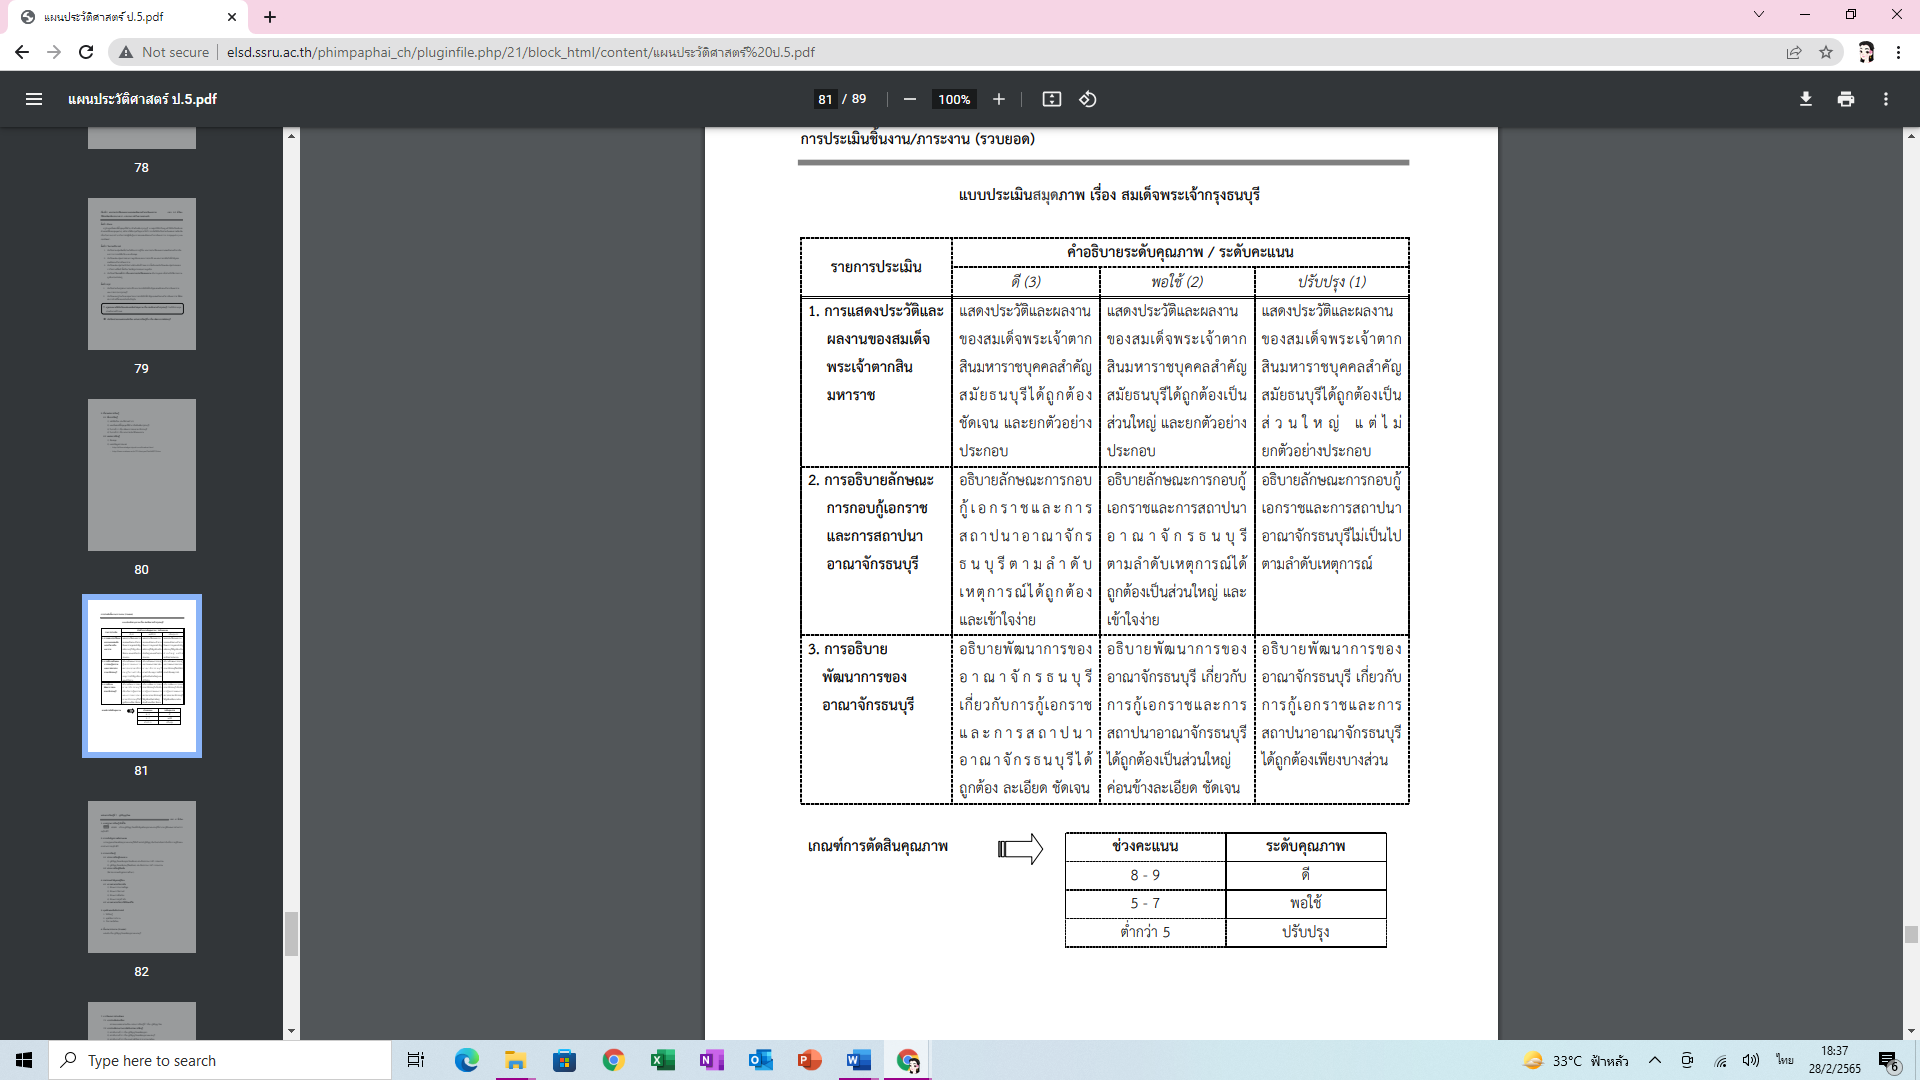 แผนประวัติศาสตร์ ป.5.pdf
Not secure
elsd.ssru.ac.th/phimpaphai_ch/pluginfile.php/21/block_html/content/แผนประวัติศาสตร์%20ป.5.pdf
แผนประวัติศาสตร์ ป.5.pdf
81 / 89
100%
78
79
80
81
82
การประเมินชิ้นงาน/ภาระงาน (รวบยอด)
แบบประเมินสมุดภาพ เรื่อง สมเด็จพระเจ้ากรุงธนบุรี
รายการประเมิน
คำอธิบายระดับคุณภาพ / ระดับคะแนน
ดี (3)
พอใช้ (2)
ปรับปรุง (1)
1. การแสดงประวัติและ
ผลงานของสมเด็จ
พระเจ้าตากสิน
มหาราช
แสดงประวัติและผลงาน
ของสมเด็จพระเจ้าตาก
สินมหาราชบุคคลสำคัญ
สมัยธนบุรีได้ถูกต้อง
ชัดเจน และยกตัวอย่าง
ประกอบ
แสดงประวัติและผลงาน
ของสมเด็จพระเจ้าตาก
สินมหาราชบุคคลสำคัญ
สมัยธนบุรีได้ถูกต้องเป็น
ส่วนใหญ่ และยกตัวอย่าง
ประกอบ
แสดงประวัติและผลงาน
ของสมเด็จพระเจ้าตาก
สินมหาราชบุคคลสำคัญ
สมัยธนบุรีได้ถูกต้องเป็น
ส่วนใหญ่ แต่ไม่
ยกตัวอย่างประกอบ
2. การอธิบายลักษณะ
การกอบกู้เอกราช
และการสถาปนา
อาณาจักรธนบุรี
อธิบายลักษณะการกอบ
กู้เอกราชและการ
สถาปนาอาณาจักร
ธนบุรีตามลำดับ
เหตุการณ์ได้ถูกต้อง
และเข้าใจง่าย
อธิบายลักษณะการกอบกู้
เอกราชและการสถาปนา
อาณาจักรธนบุรี
ตามลำดับเหตุการณ์ได้
ถูกต้องเป็นส่วนใหญ่ และ
เข้าใจง่าย
อธิบายลักษณะการกอบกู้
เอกราชและการสถาปนา
อาณาจักรธนบุรีไม่เป็นไป
ตามลำดับเหตุการณ์
3. การอธิบาย
พัฒนาการของ
อาณาจักรธนบุรี
อธิบายพัฒนาการของ
อาณาจักรธนบุรี
เกี่ยวกับการกู้เอกราช
และการสถาปนา
อาณาจักรธนบุรีได้
ถูกต้อง ละเอียด ชัดเจน
อธิบายพัฒนาการของ
อาณาจักรธนบุรี เกี่ยวกับ
การกู้เอกราชและการ
สถาปนาอาณาจักรธนบุรี
ได้ถูกต้องเป็นส่วนใหญ่
ค่อนข้างละเอียด ชัดเจน
อธิบายพัฒนาการของ
อาณาจักรธนบุรี เกี่ยวกับ
การกู้เอกราชและการ
สถาปนาอาณาจักรธนบุรี
ได้ถูกต้องเพียงบางส่วน
เกณฑ์การตัดสินคุณภาพ
ช่วงคะแนน ระดับคุณภาพ
8 - 9 ดี
5 - 7 พอใช้
ต่ำกว่า 5 ปรับปรุง
Type here to search
33°C ฟ้าหลัว
ไทย
18:37
28/2/2565
6